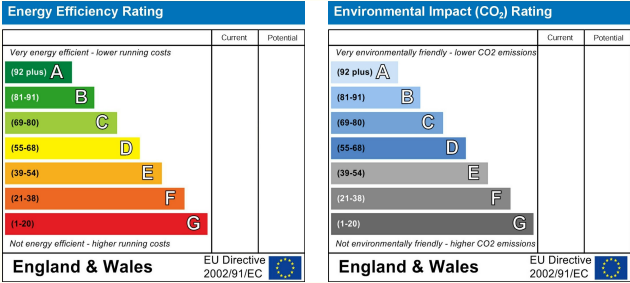 Energy Efficiency Rating
Current Potential
Very energy efficient - lower running costs
(92 plus) A
(81-91) B
(69-80) C
(55-68) D
(39-54) E
(21-38) F
(1-20) G
Not energy efficient - higher running costs
England & Wales
EU Directive
2002/91/EC
Environmental Impact (CO2) Rating
Current Potential
Very environmentally friendly - lower CO2 emissions
(92 plus) A
(81-91) B
(69-80) C
(55-68) D
(39-54) E
(21-38) F
(1-20) G
Not environmentally friendly - higher CO2 emissions
England & Wales
EU Directive
2002/91/EC